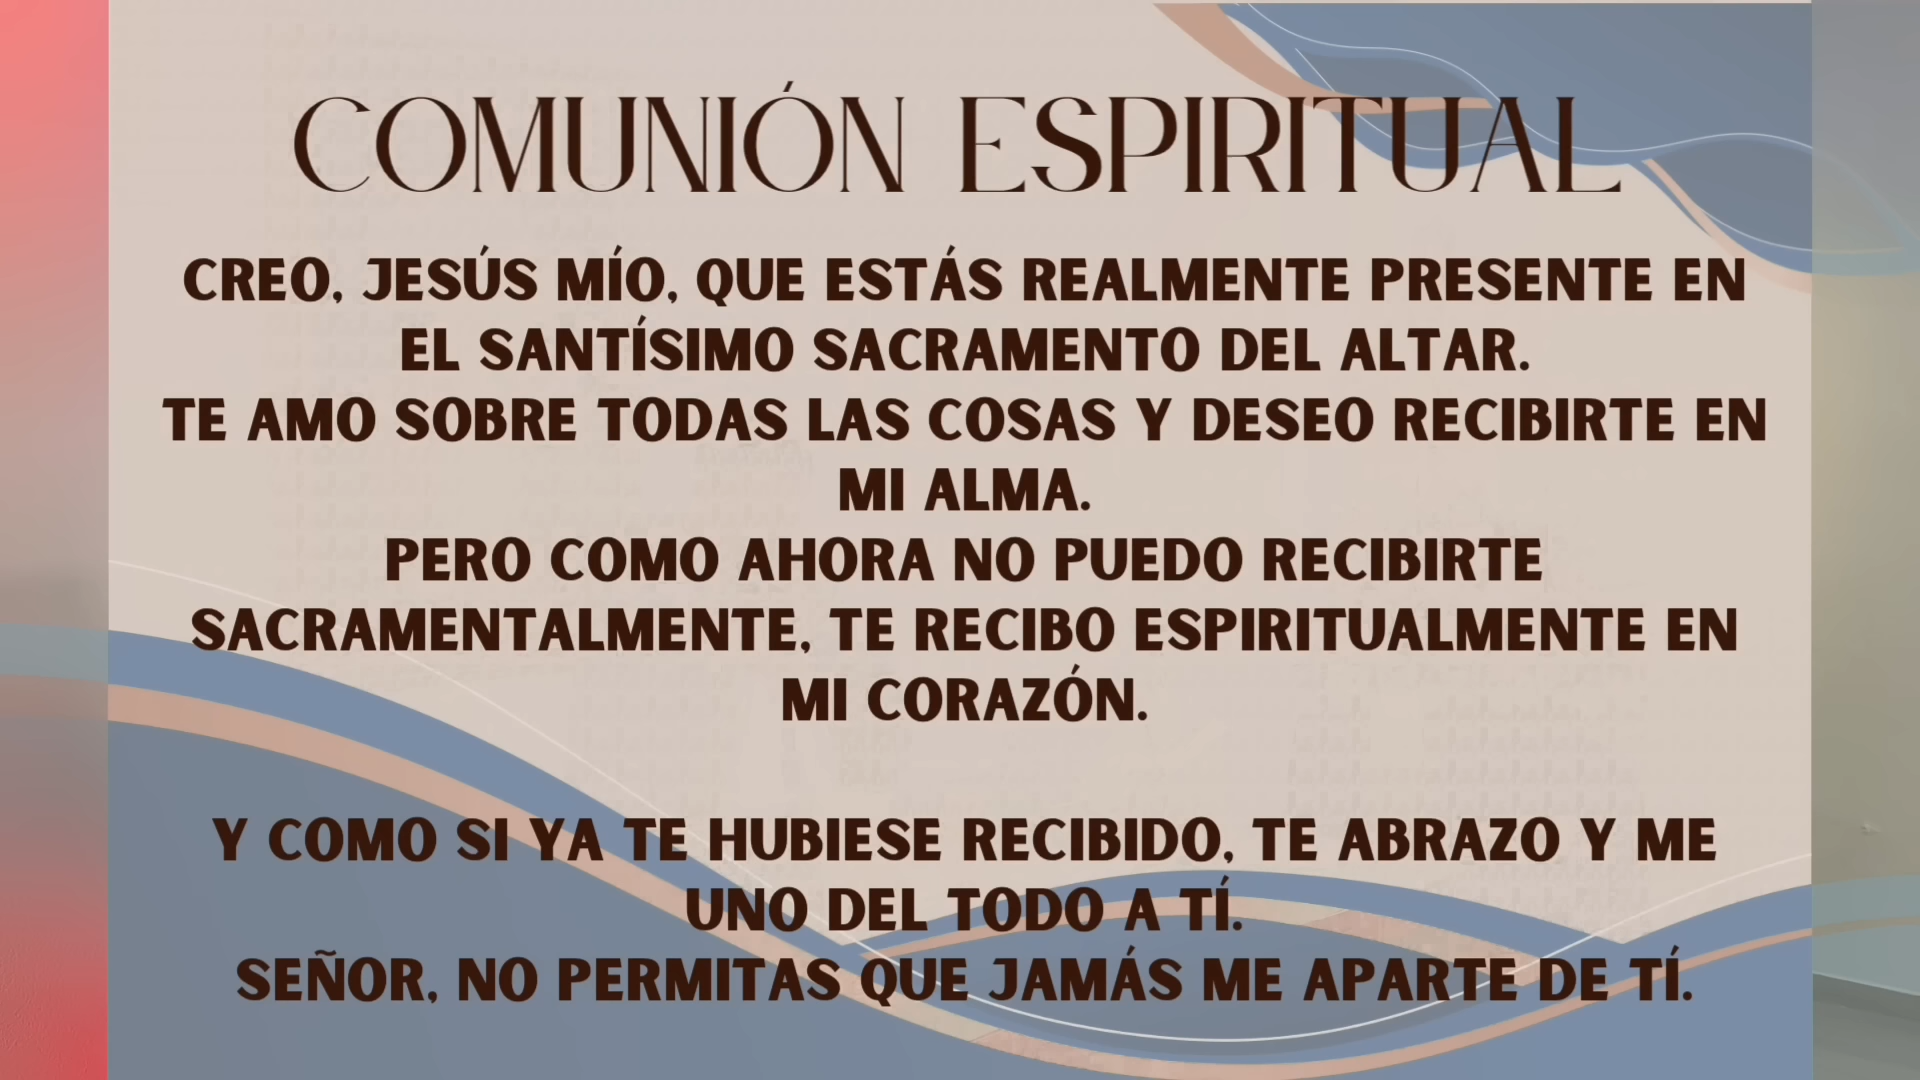 COMUNIÓN ESPIRITUAL
CREO, JESÚS MÍO, QUE ESTÁS REALMENTE PRESENTE EN
EL SANTÍSIMO SACRAMENTO DEL ALTAR.
TE AMO SOBRE TODAS LAS COSAS Y DESEO RECIBIRTE EN
MI ALMA.
PERO COMO AHORA NO PUEDO RECIBIRTE
SACRAMENTALMENTE, TE RECIBO ESPIRITUALMENTE EN
MI CORAZÓN.
Y COMO SI YA TE HUBIESE RECIBIDO, TE ABRAZO Y ME
UNO DEL TODO A TÍ.
SEÑOR, NO PERMITAS QUE JAMÁS ME APARTE DE TÍ.